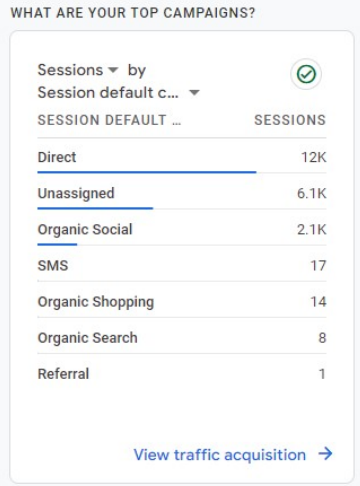 WHAT ARE YOUR TOP CAMPAIGNS?
Sessions by
Session default c...
SESSION DEFAULT ... SESSIONS
Direct 12K
Unassigned 6.1K
Organic Social 2.1K
SMS 17
Organic Shopping 14
Organic Search 8
Referral 1
View traffic acquisition